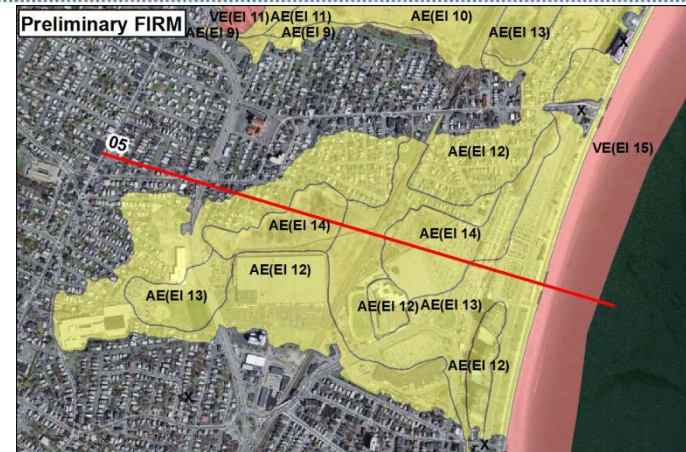 Preliminary FIRM
VE(El 11)
AE(El 11)
AE(El 10)
AE(El 9)
AE(El 9)
AE(El 13)
X
X
05
AE(El 12)
VE(El 15)
AE(El 14)
AE(El 14)
AE(El 12)
AE(El 13)
AE(El 12)
AE(El 13)
AE(El 12)
X
X